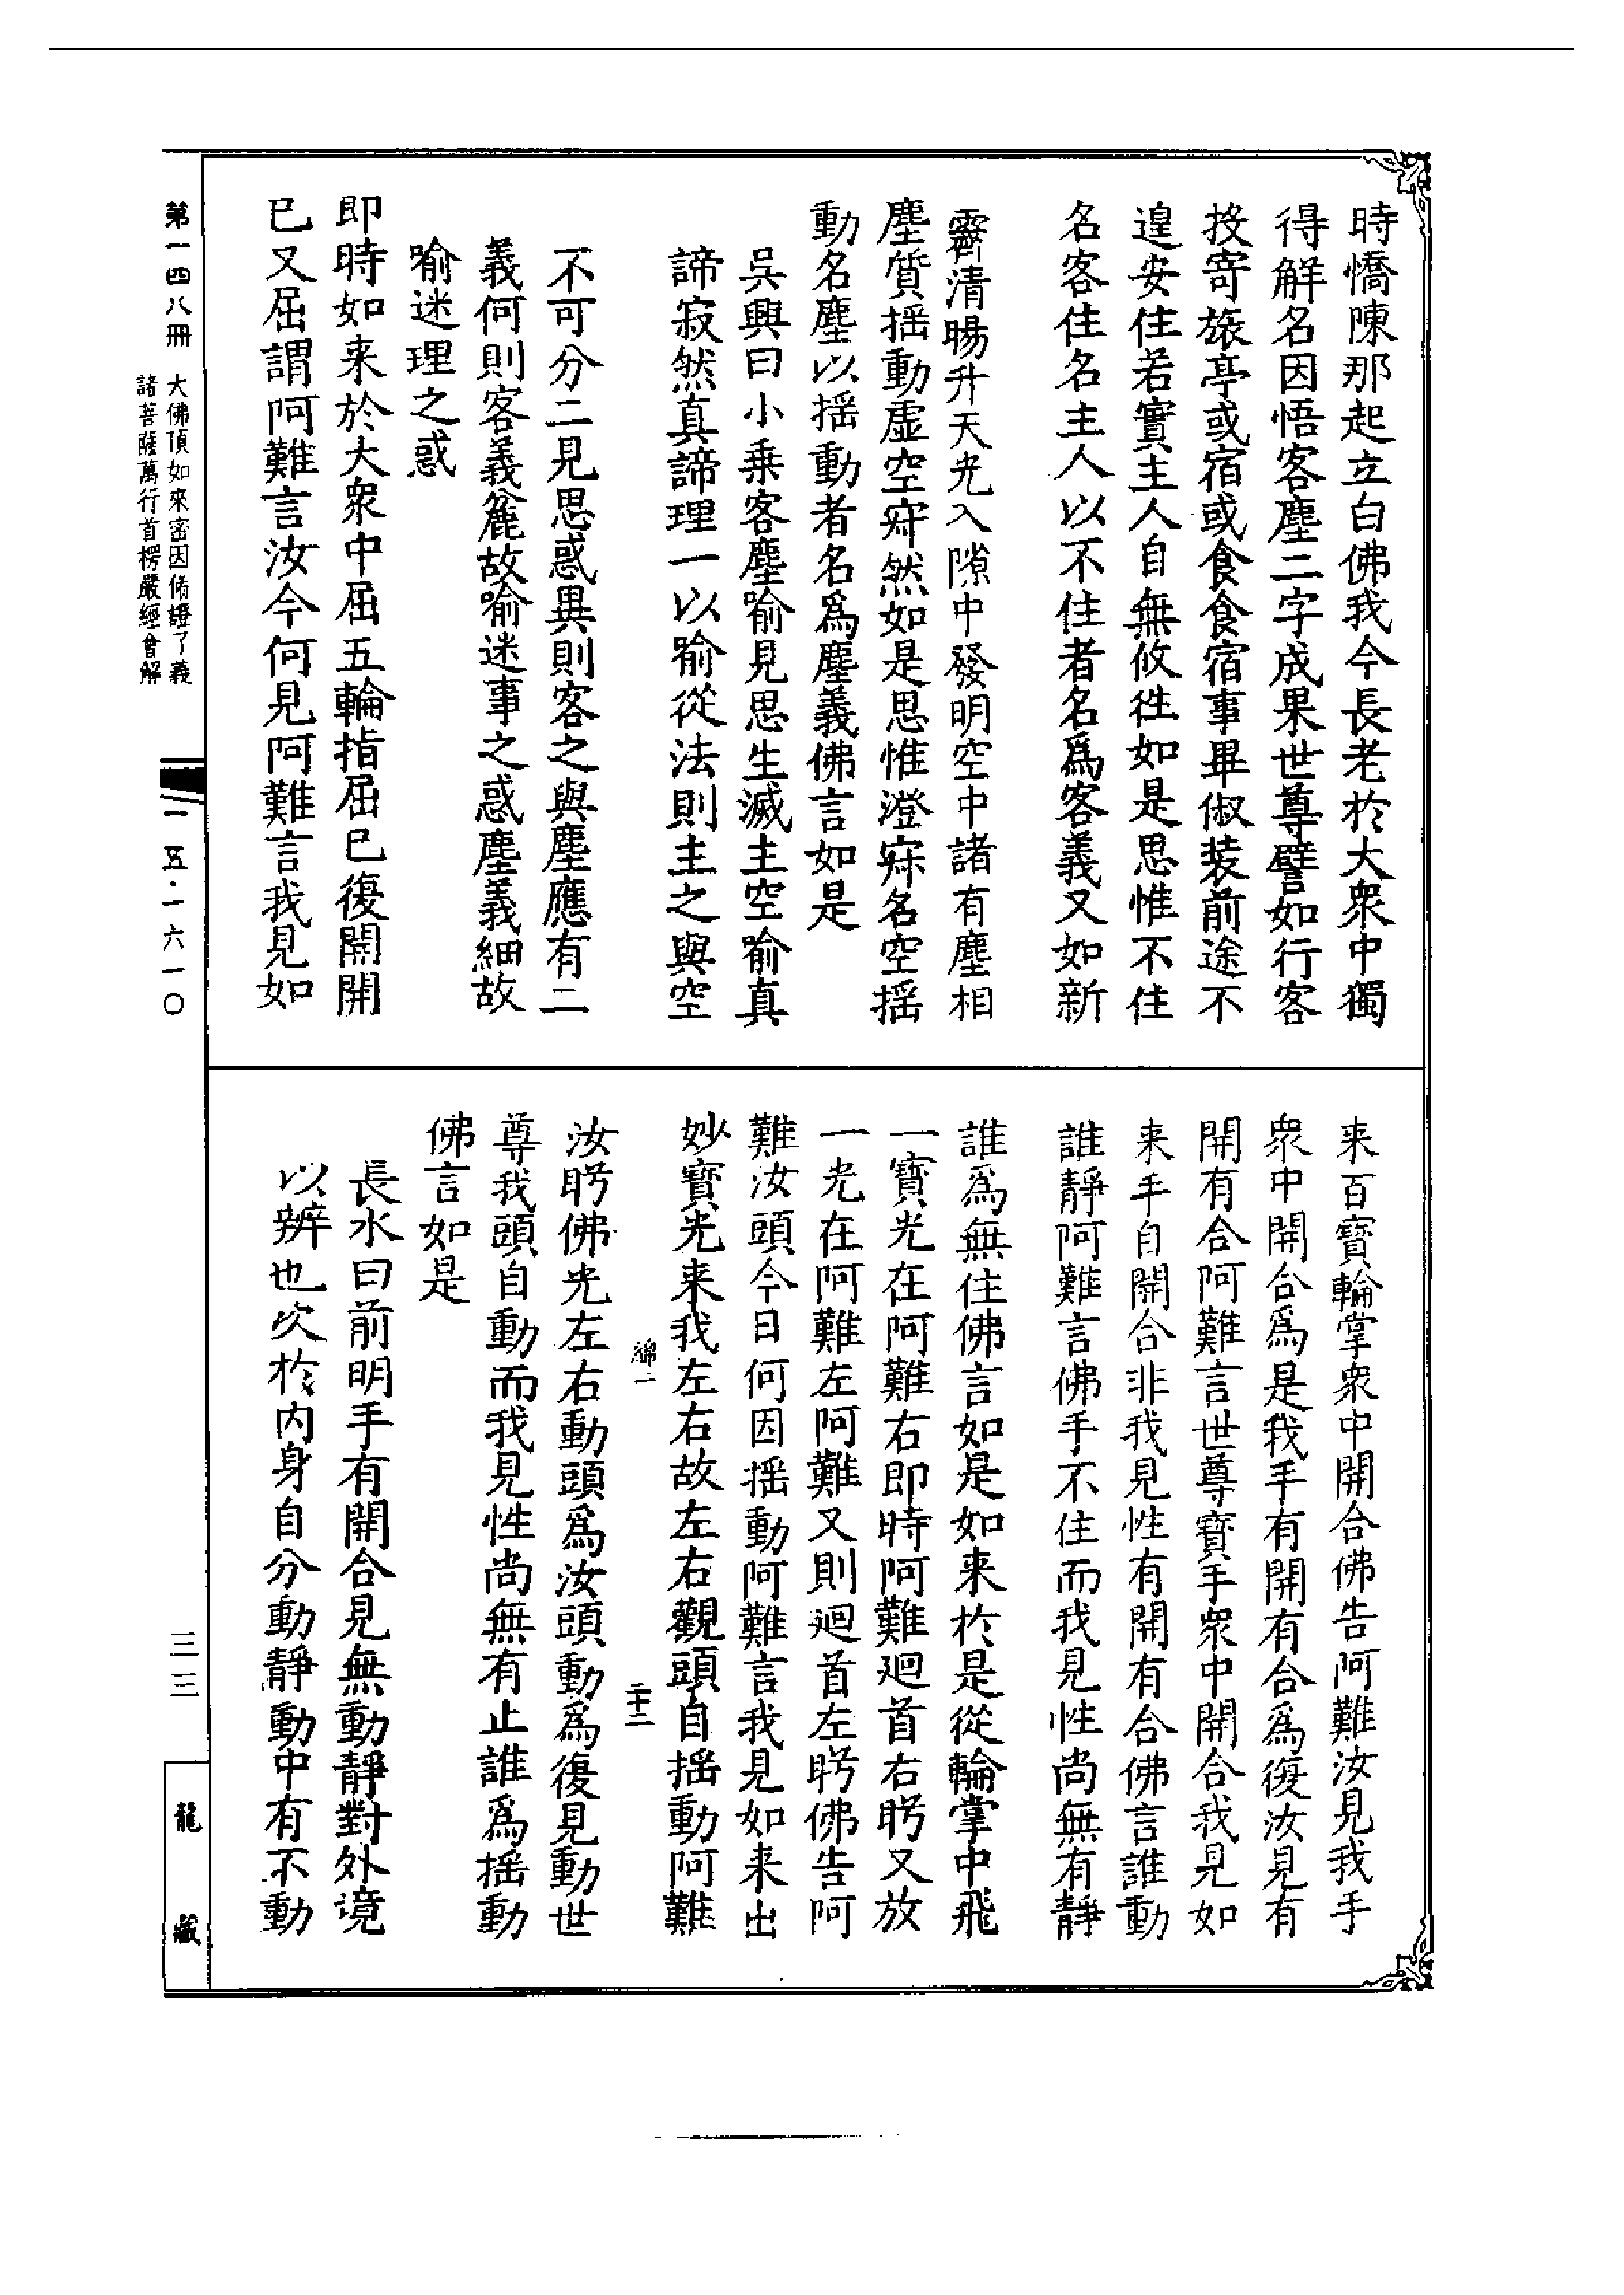 時憍陳那起立白佛我今長老於大衆中獨
得解名因悟客塵二字成果世尊譬如行客
投寄旅亭或宿或食食宿事畢俶裝前途不
遑安住若實主人自無攸往如是思惟不住
名客住名主人以不住者名爲客義又如新
霽清暘升天光入隙中發明空中諸有塵相
塵質揺動虛空寂然如是思惟澄寂名空揺
動名塵以揺動者名爲塵義佛言如是
吳興曰小乗客塵喻見思生滅主空喻真
諦寂然真諦理一以喻從法則主之與空
不可分二見思惑異則客之與塵應有二
義何則客義麄故喻迷事之惑塵義細故
喻迷理之惑
即時如来於大衆中屈五輪指屈已復開開
已又屈謂阿難言汝今何見阿難言我見如
来百寳輪掌衆中開合佛告阿難汝見我手
衆中開合爲是我手有開有合爲復汝見有
開有合阿難言世尊寳手衆中開合我見如
来手自開合非我見性有開有合佛言誰動
誰靜阿難言佛手不住而我見性尚無有靜
誰爲無住佛言如是如来於是從輪掌中飛
一寳光在阿難右即時阿難迴首右盻又放
一光在阿難左阿難又則迴首左盻佛告阿
難汝頭今日何因揺動阿難言我見如来出
妙寳光来我左右故左右觀頭自揺動阿難
二十二
汝盻佛光左右動頭爲汝頭動爲復見動世
尊我頭自動而我見性尚無有止誰爲揺動
佛言如是
長水曰前明手有開合見無動靜對外境
以辨也次於内身自分動靜動中有不動
第一四八冊
大佛頂如來密因脩證了義
諸菩薩萬行首楞嚴經會解
一一五·一六一〇
三三
龍藏